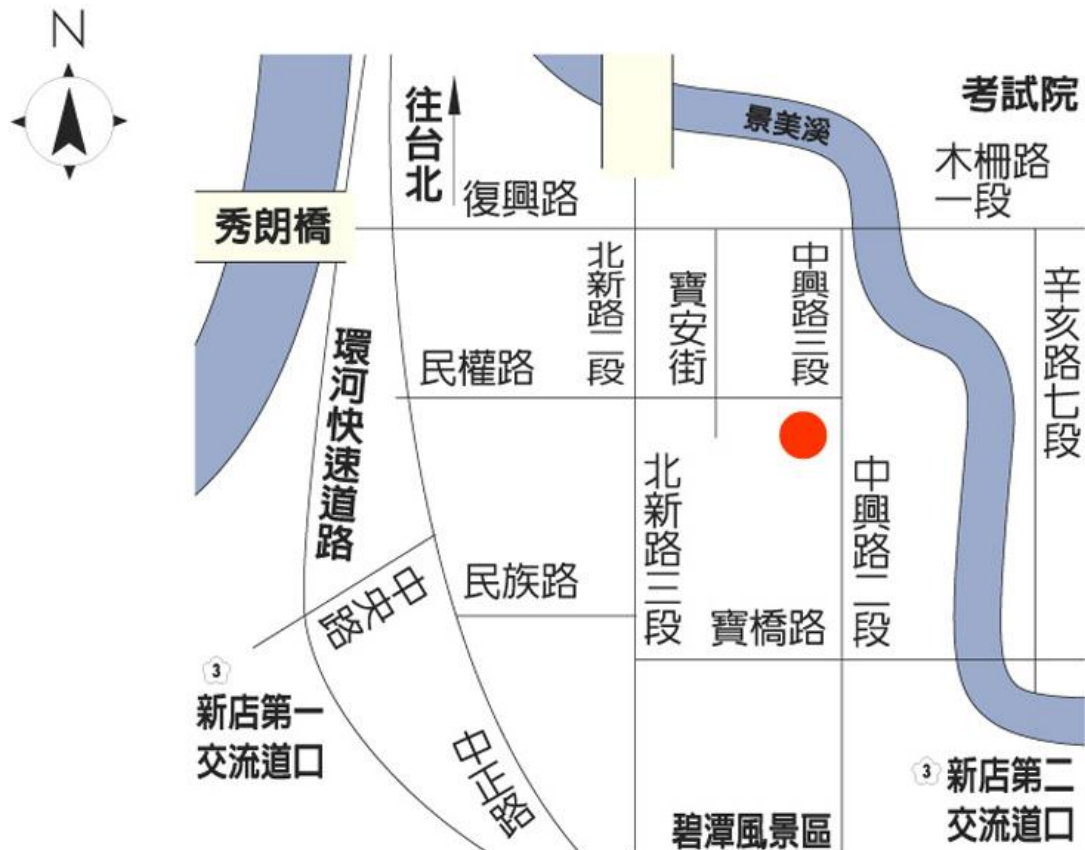 N
往台北
景美溪
考試院
木柵路
一段
復興路
秀朗橋
北新路二段
寶安街
中興路三段
辛亥路七段
環河快速道路
民權路
北新路三段
中興路二段
中央路
民族路
寶橋路
3
新店第一
交流道口
中正路
碧潭風景區
3
新店第二
交流道口